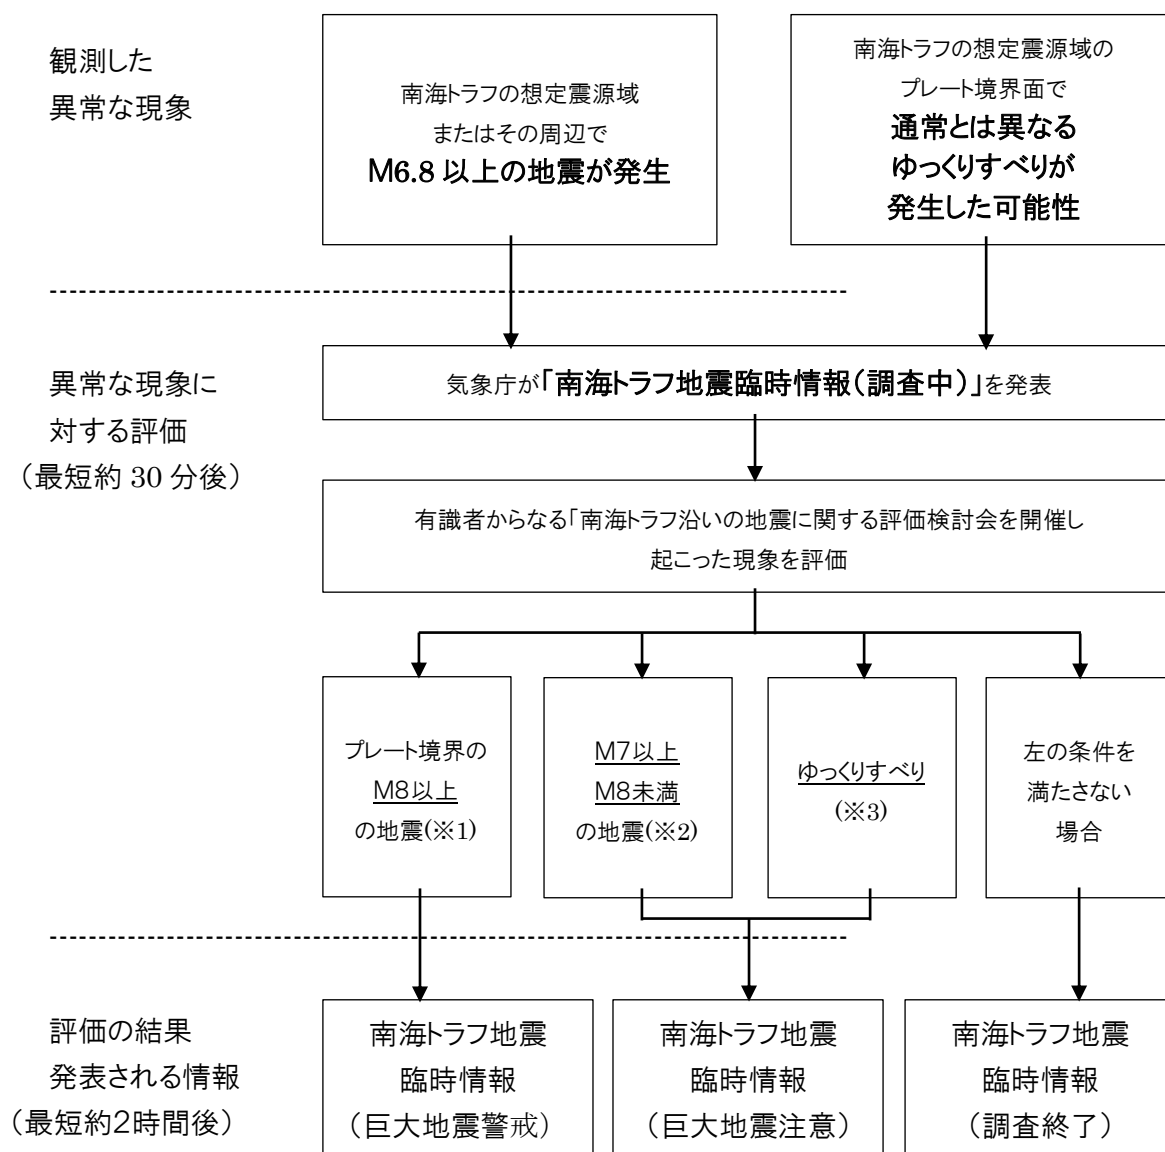 観測した
異常な現象
南海トラフの想定震源域
またはその周辺で
M6.8 以上の地震が発生
南海トラフの想定震源域の
プレート境界面で
通常とは異なる
ゆっくりすべりが
発生した可能性
異常な現象に
対する評価
（最短約 30 分後）
気象庁が「南海トラフ地震臨時情報（調査中）」を発表
有識者からなる「南海トラフ沿いの地震に関する評価検討会を開催し
起こった現象を評価
プレート境界の
M8以上
の地震(※1)
M7以上
M8未満
の地震(※2)
ゆっくりすべり
(※3)
左の条件を
満たさない
場合
評価の結果
発表される情報
（最短約2時間後）
南海トラフ地震
臨時情報
（巨大地震警戒）
南海トラフ地震
臨時情報
（巨大地震注意）
南海トラフ地震
臨時情報
（調査終了）